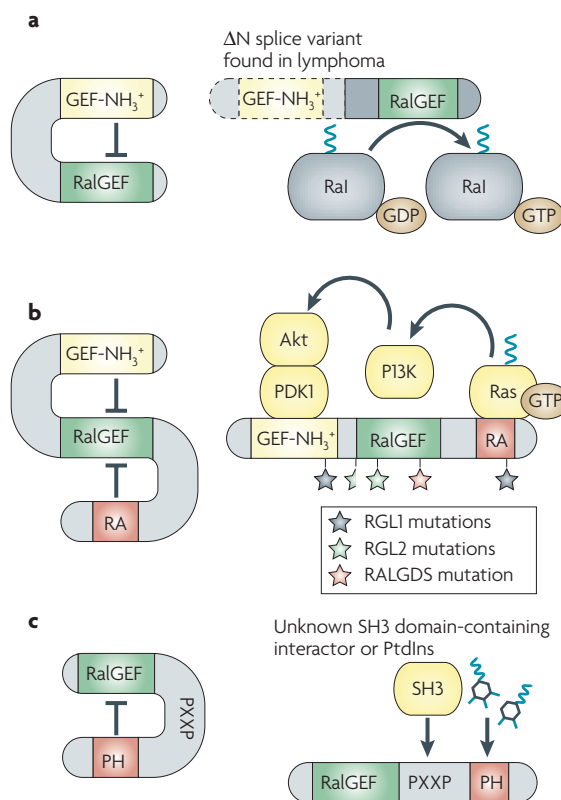 a
ΔN splice variant
found in lymphoma
GEF-NH₃⁺
RalGEF
GEF-NH₃⁺
RalGEF
Ral
GDP
Ral
GTP
b
GEF-NH₃⁺
RalGEF
RA
Akt
PDK1
P13K
Ras
GTP
GEF-NH₃⁺
RalGEF
RA
RGL1 mutations
RGL2 mutations
RALGDS mutation
c
RalGEF
PXXP
PH
Unknown SH3 domain-containing
interactor or PtdIns
SH3
RalGEF
PXXP
PH